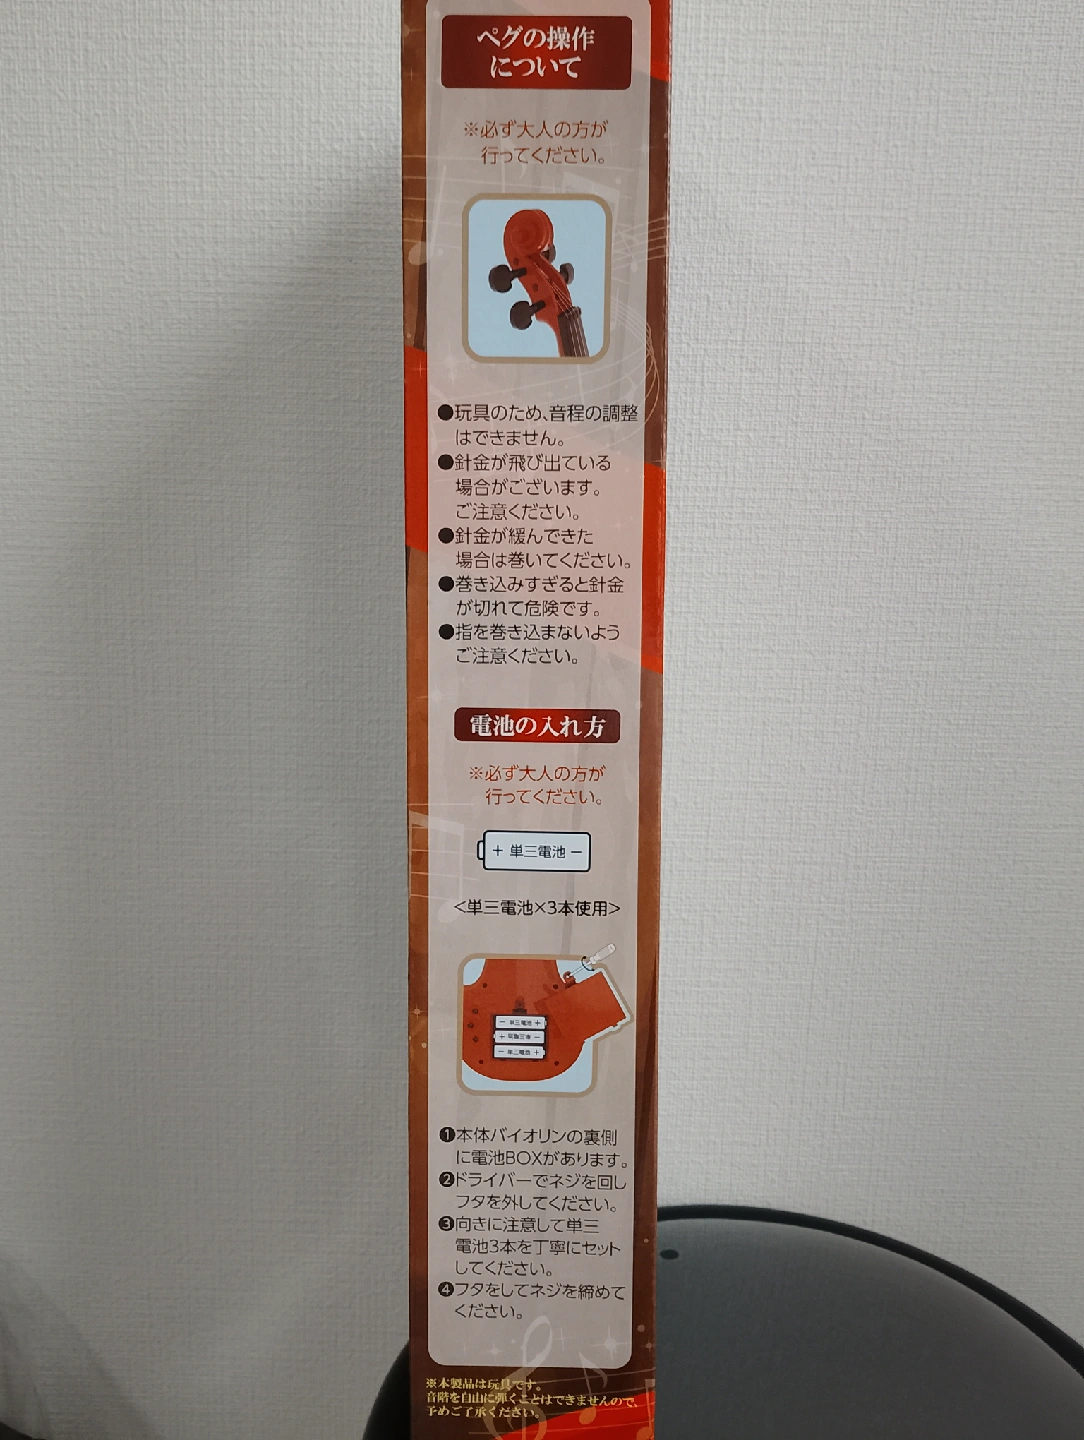 ペグの操作
について
※必ず大人の方が
行ってください。
●玩具のため、音程の調整
はできません。
●針金が飛び出ている
場合がございます。
ご注意ください。
●針金が緩んできた
場合は巻いてください。
●巻き込みすぎると針金
が切れて危険です。
●指を巻き込まないよう
ご注意ください。
電池の入れ方
※必ず大人の方が
行ってください。
+ 単三電池 −
<単三電池×3本使用>
− 単三電池 +
+ 単三電池 −
− 単三電池 +
❶本体バイオリンの裏側
に電池BOXがあります。
❷ドライバーでネジを回し
フタを外してください。
❸向きに注意して単三
電池3本を丁寧にセット
してください。
❹フタをしてネジを締めて
ください。
※本製品は玩具です。
音階を自由に弾くことはできませんので、
予めご了承ください。